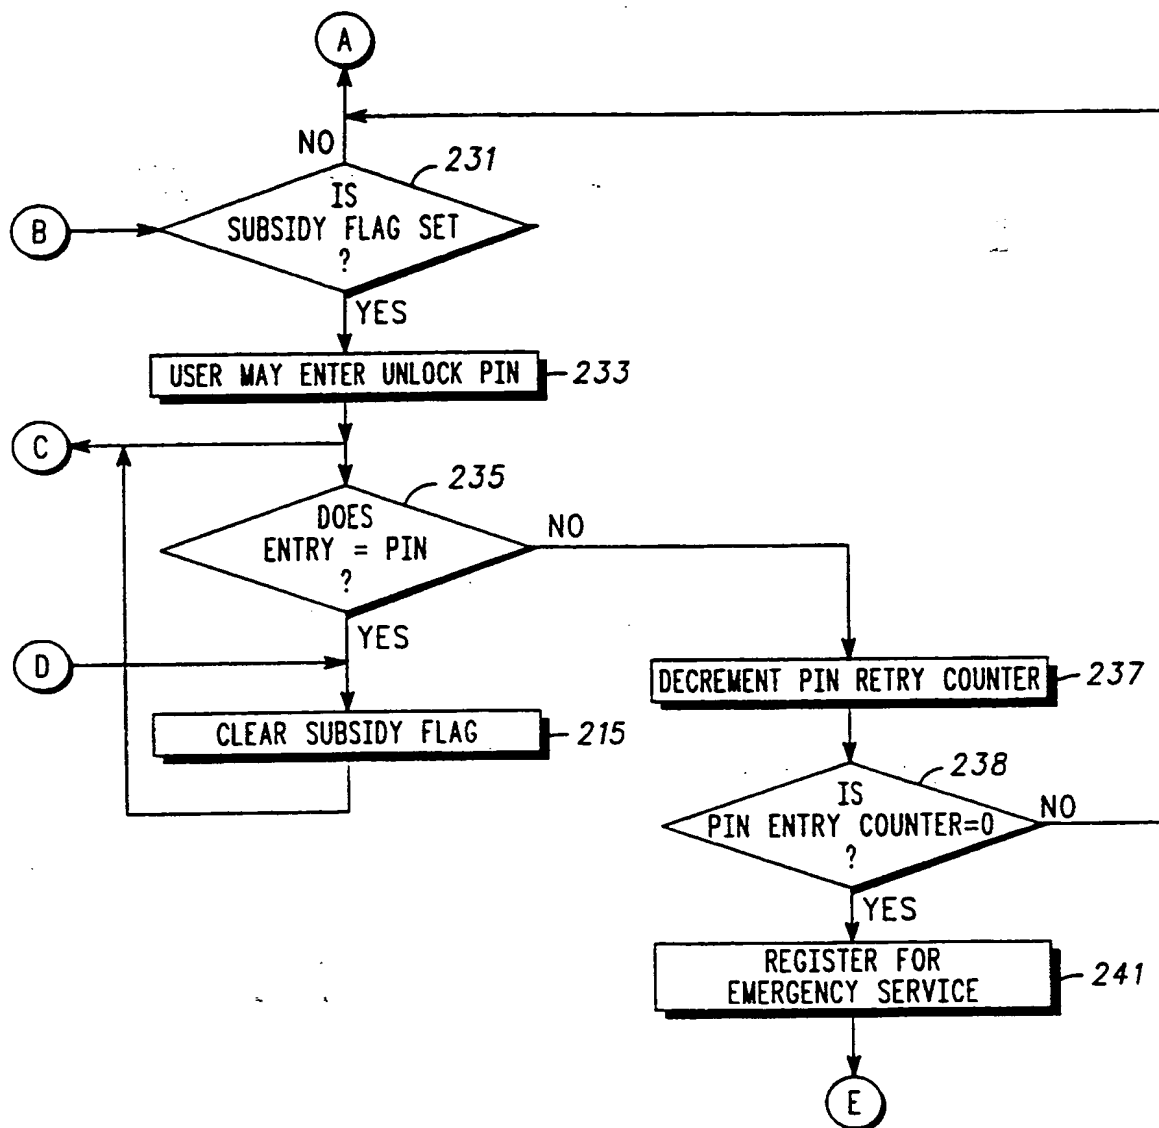 A
NO
231
IS
SUBSIDY FLAG SET
?
B
YES
USER MAY ENTER UNLOCK PIN
233
C
235
DOES
ENTRY = PIN
?
NO
YES
D
DECREMENT PIN RETRY COUNTER
237
CLEAR SUBSIDY FLAG
215
238
IS
PIN ENTRY COUNTER=0
?
NO
YES
REGISTER FOR
EMERGENCY SERVICE
241
E